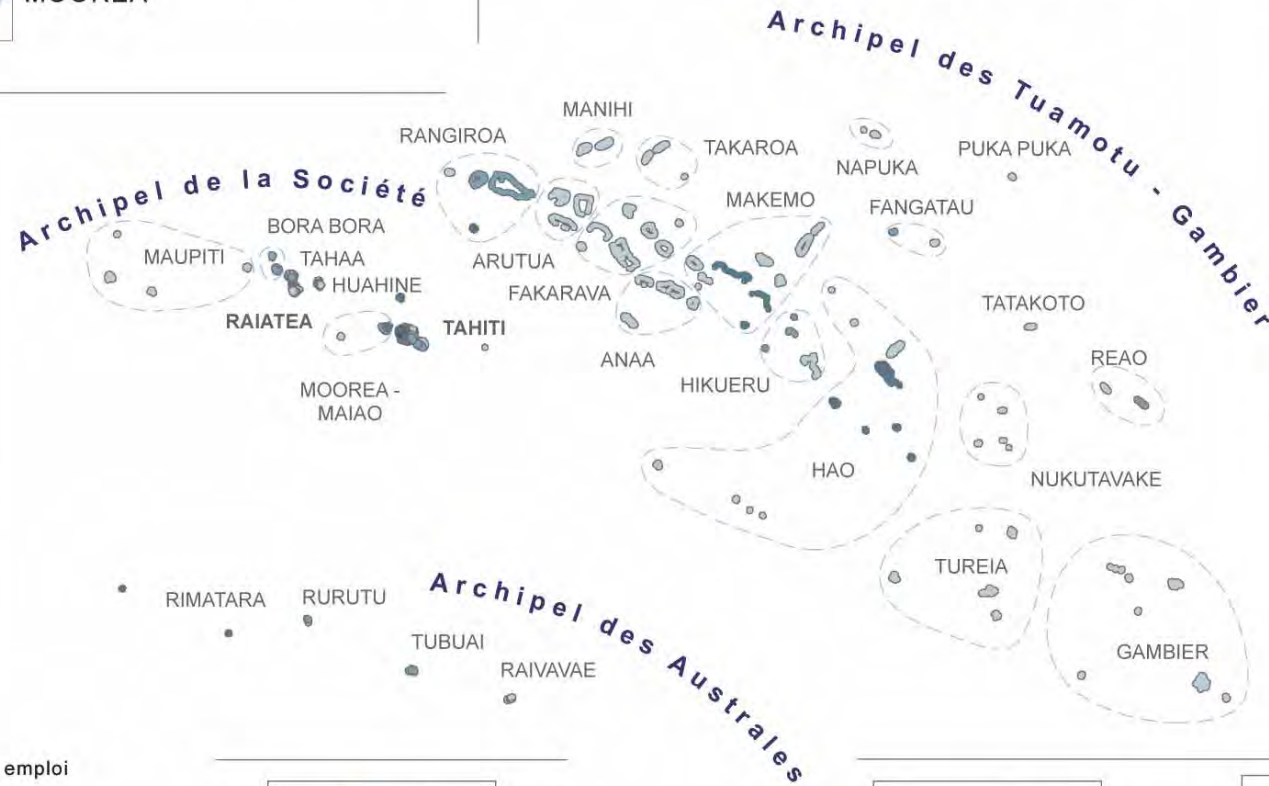 MOOREA
Archipel des Tuamotu - Gambier
MANIHI
RANGIROA
TAKAROA
NAPUKA
PUKA PUKA
Archipel de la Société
MAKEMO
FANGATAU
BORA BORA
MAUPITI
TAHAA
ARUTUA
HUAHINE
FAKARAVA
TATAKOTO
RAIATEA
TAHITI
REAO
ANAA
HIKUERU
MOOREA -
MAIAO
HAO
NUKUTAVAKE
TUREIA
Archipel des Australes
RIMATARA
RURUTU
TUBUAI
GAMBIER
RAIVAVAE
emploi